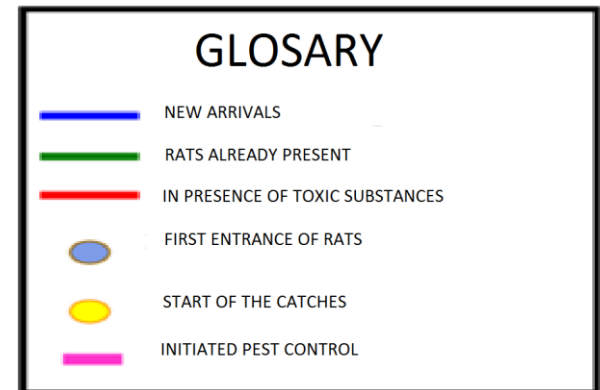 GLOSARY
NEW ARRIVALS
RATS ALREADY PRESENT
IN PRESENCE OF TOXIC SUBSTANCES
FIRST ENTRANCE OF RATS
START OF THE CATCHES
INITIATED PEST CONTROL